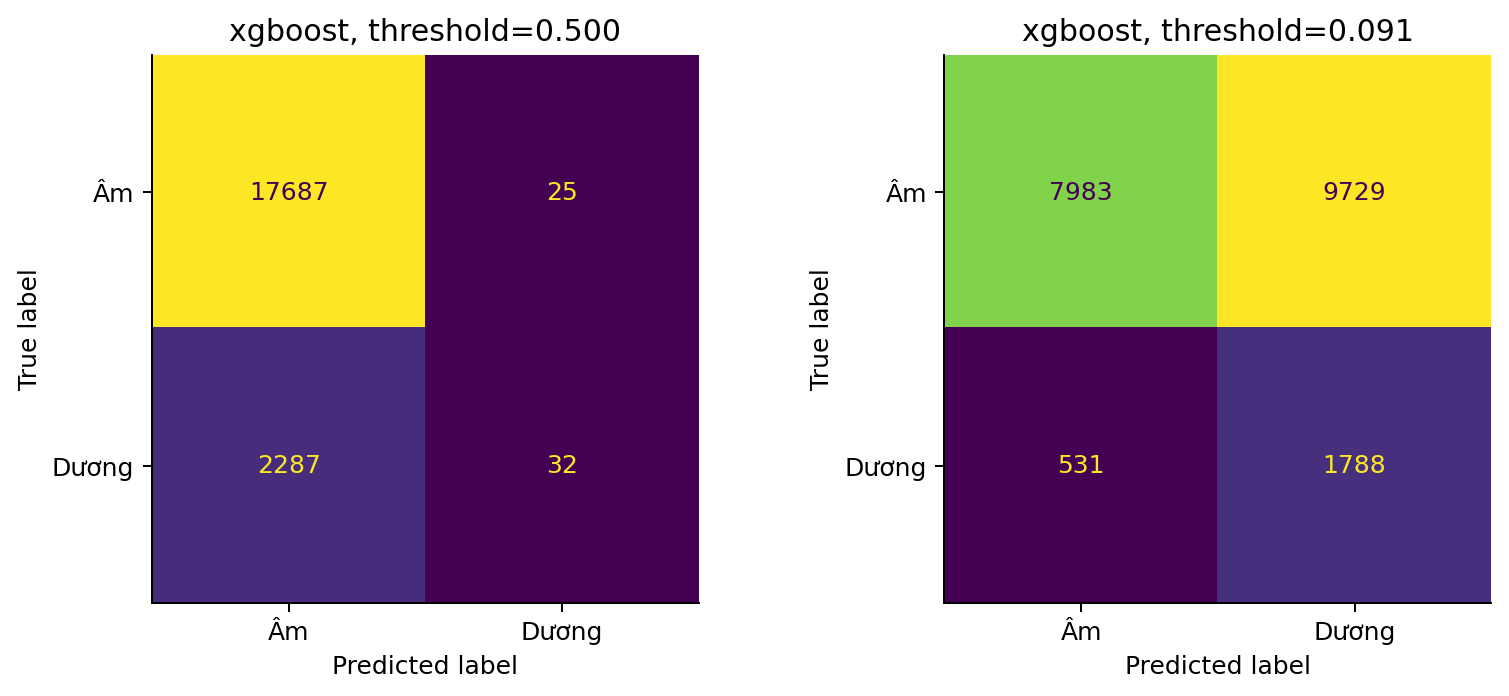 xgboost, threshold=0.500
True label
Âm
17687
25
Dương
2287
32
Âm
Dương
Predicted label
xgboost, threshold=0.091
True label
Âm
7983
9729
Dương
531
1788
Âm
Dương
Predicted label